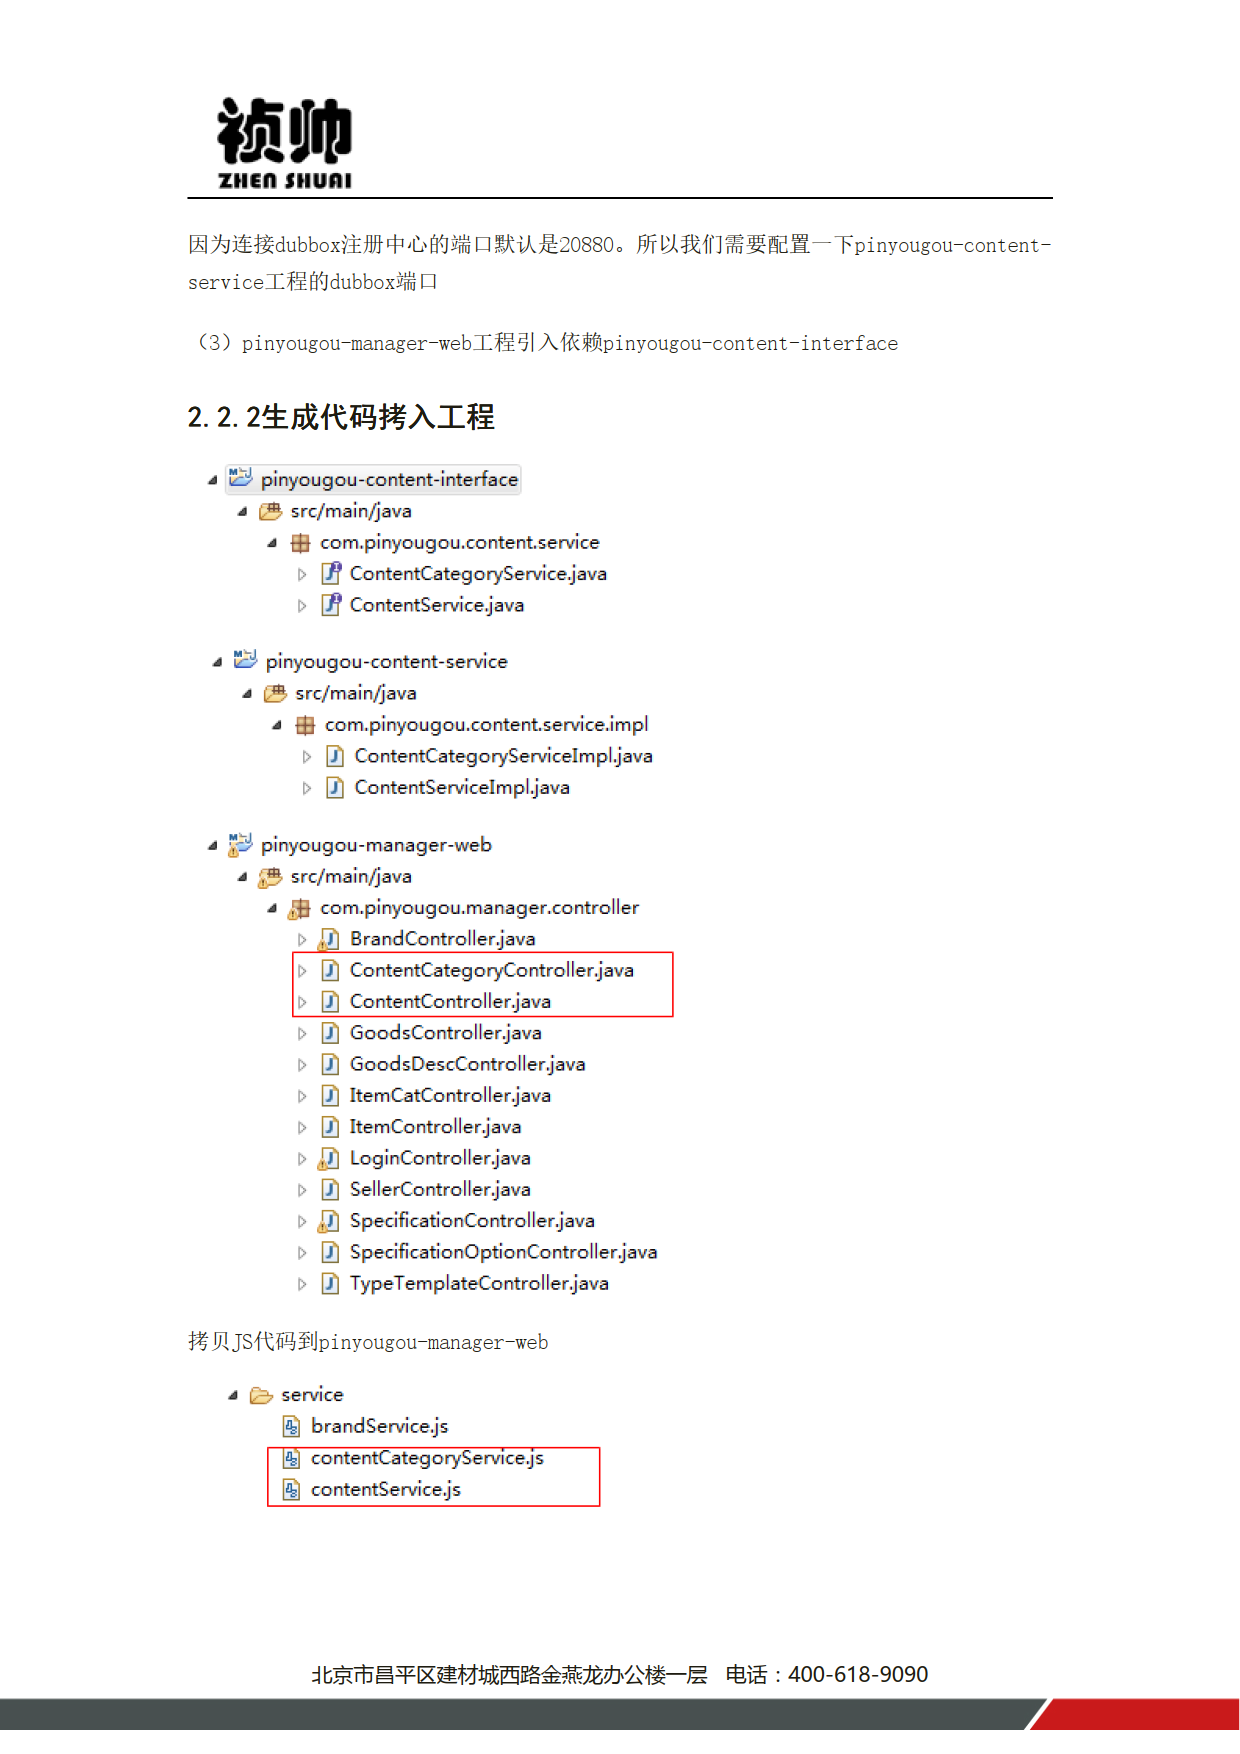 祯帅
ZHEN SHUAI
因为连接dubbox注册中心的端口默认是20880。所以我们需要配置一下pinyougou-content-
service工程的dubbox端口
（3）pinyougou-manager-web工程引入依赖pinyougou-content-interface
2.2.2生成代码拷入工程
pinyougou-content-interface
src/main/java
com.pinyougou.content.service
ContentCategoryService.java
ContentService.java
pinyougou-content-service
src/main/java
com.pinyougou.content.service.impl
ContentCategoryServiceImpl.java
ContentServiceImpl.java
pinyougou-manager-web
src/main/java
com.pinyougou.manager.controller
BrandController.java
ContentCategoryController.java
ContentController.java
GoodsController.java
GoodsDescController.java
ItemCatController.java
ItemController.java
LoginController.java
SellerController.java
SpecificationController.java
SpecificationOptionController.java
TypeTemplateController.java
拷贝JS代码到pinyougou-manager-web
service
brandService.js
contentCategoryService.js
contentService.js
北京市昌平区建材城西路金燕龙办公楼一层 电话：400-618-9090